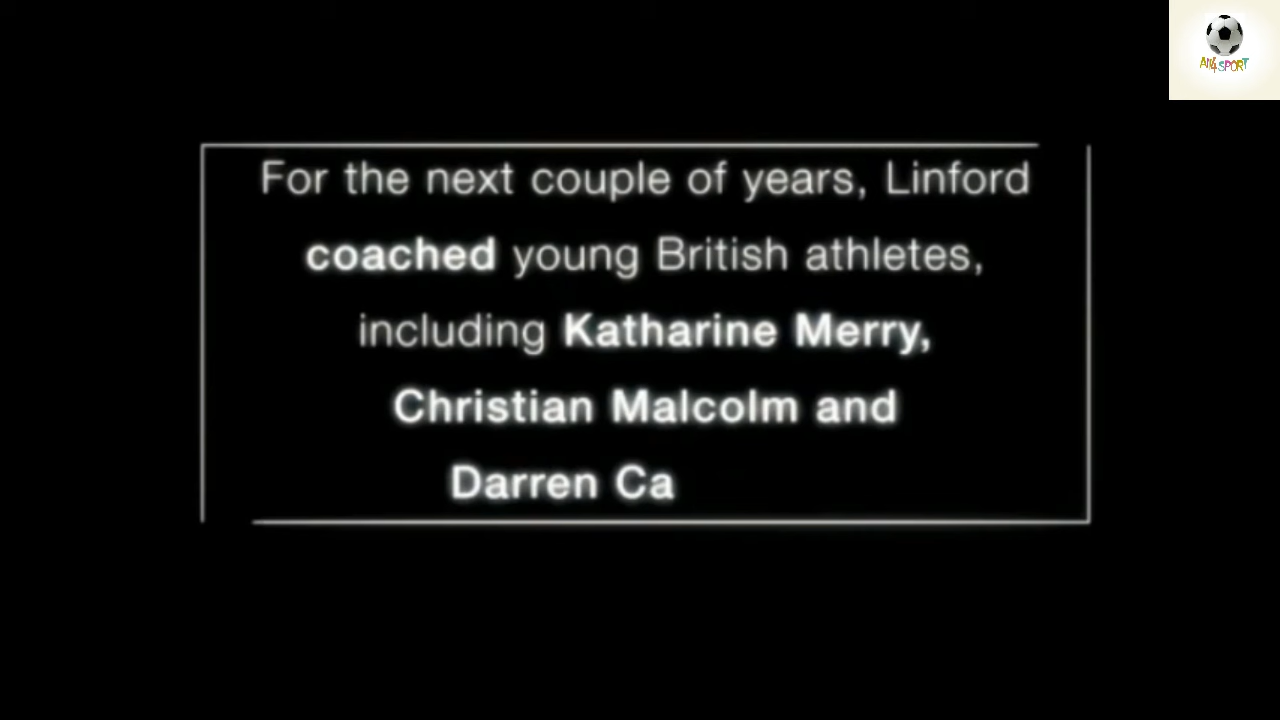 All4SPORT
For the next couple of years, Linford
coached young British athletes,
including Katharine Merry,
Christian Malcolm and
Darren Ca